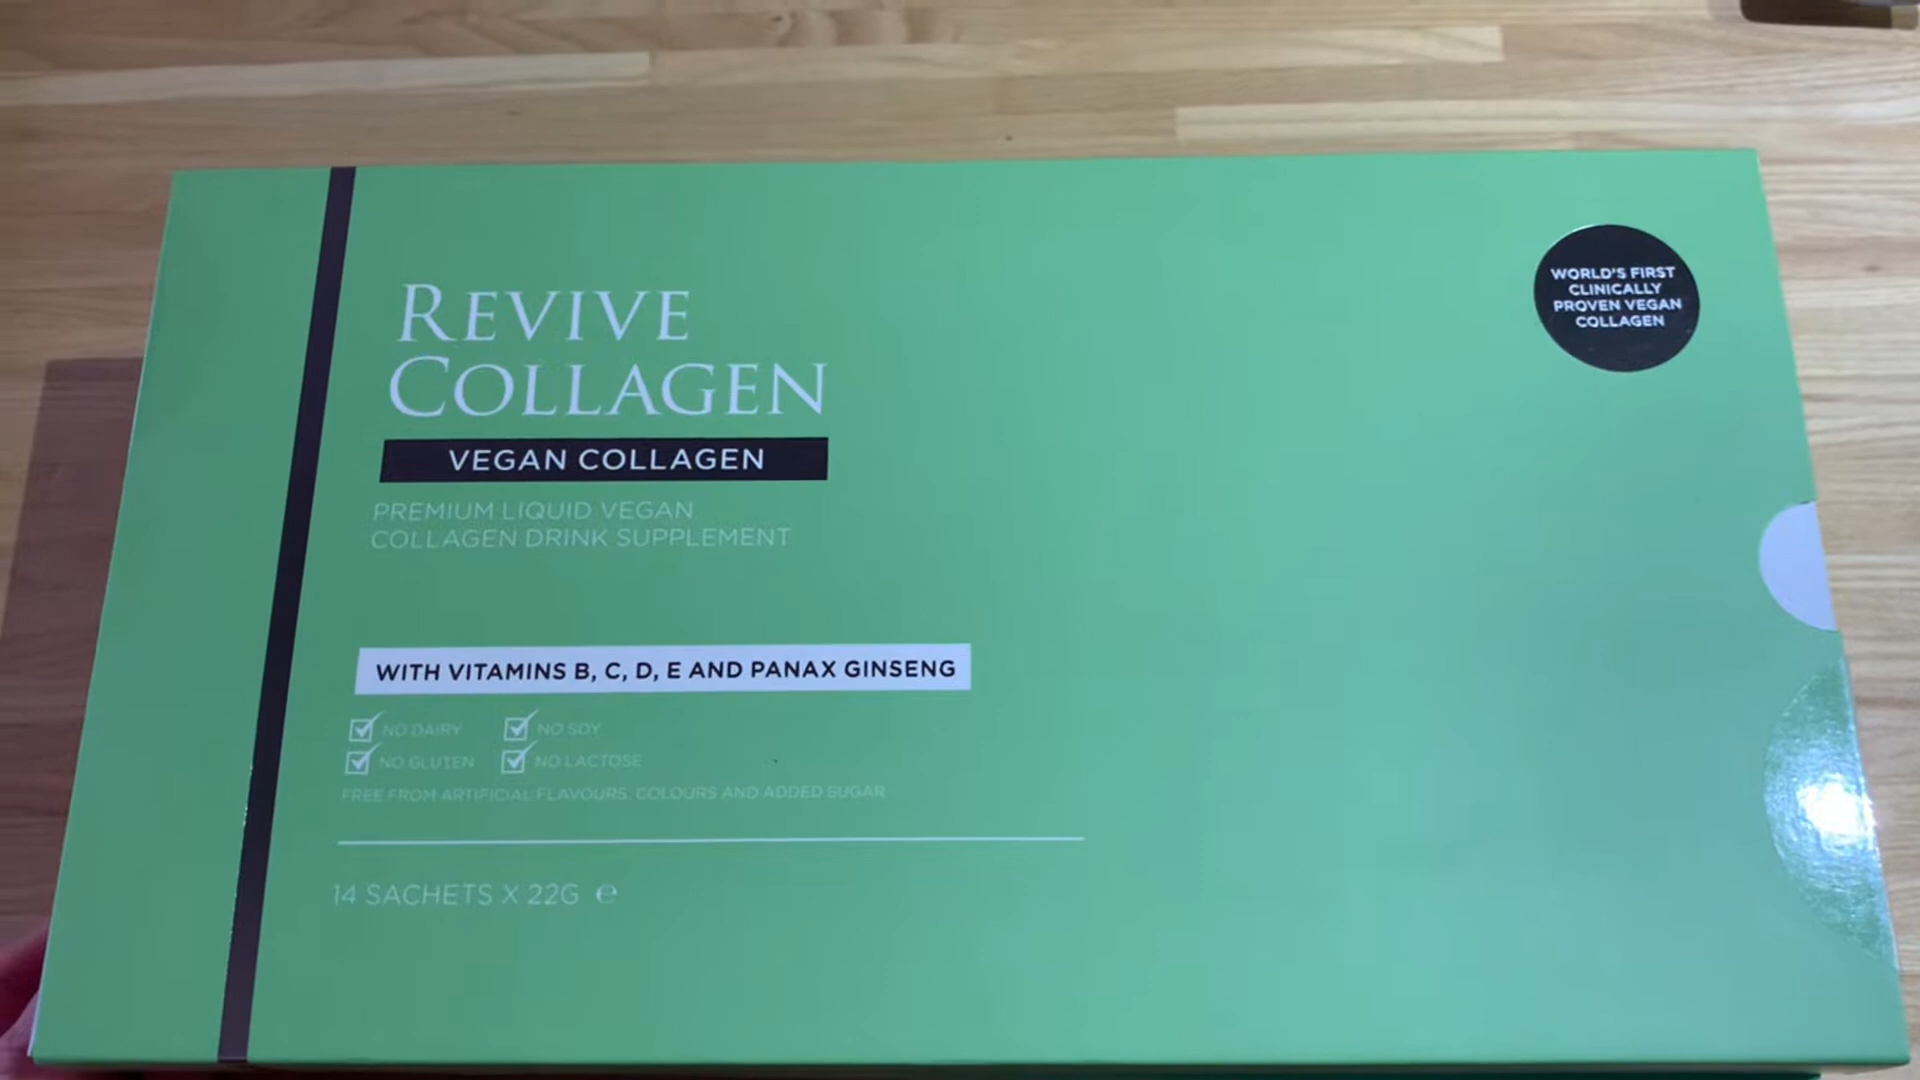 REVIVE
COLLAGEN
VEGAN COLLAGEN
PREMIUM LIQUID VEGAN
COLLAGEN DRINK SUPPLEMENT
WITH VITAMINS B, C, D, E AND PANAX GINSENG
NO DAIRY NO SOY
NO GLUTEN NO LACTOSE
FREE FROM ARTIFICIAL FLAVOURS, COLOURS AND ADDED SUGAR
14 SACHETS X 22G ℮
WORLD'S FIRST
CLINICALLY
PROVEN VEGAN
COLLAGEN